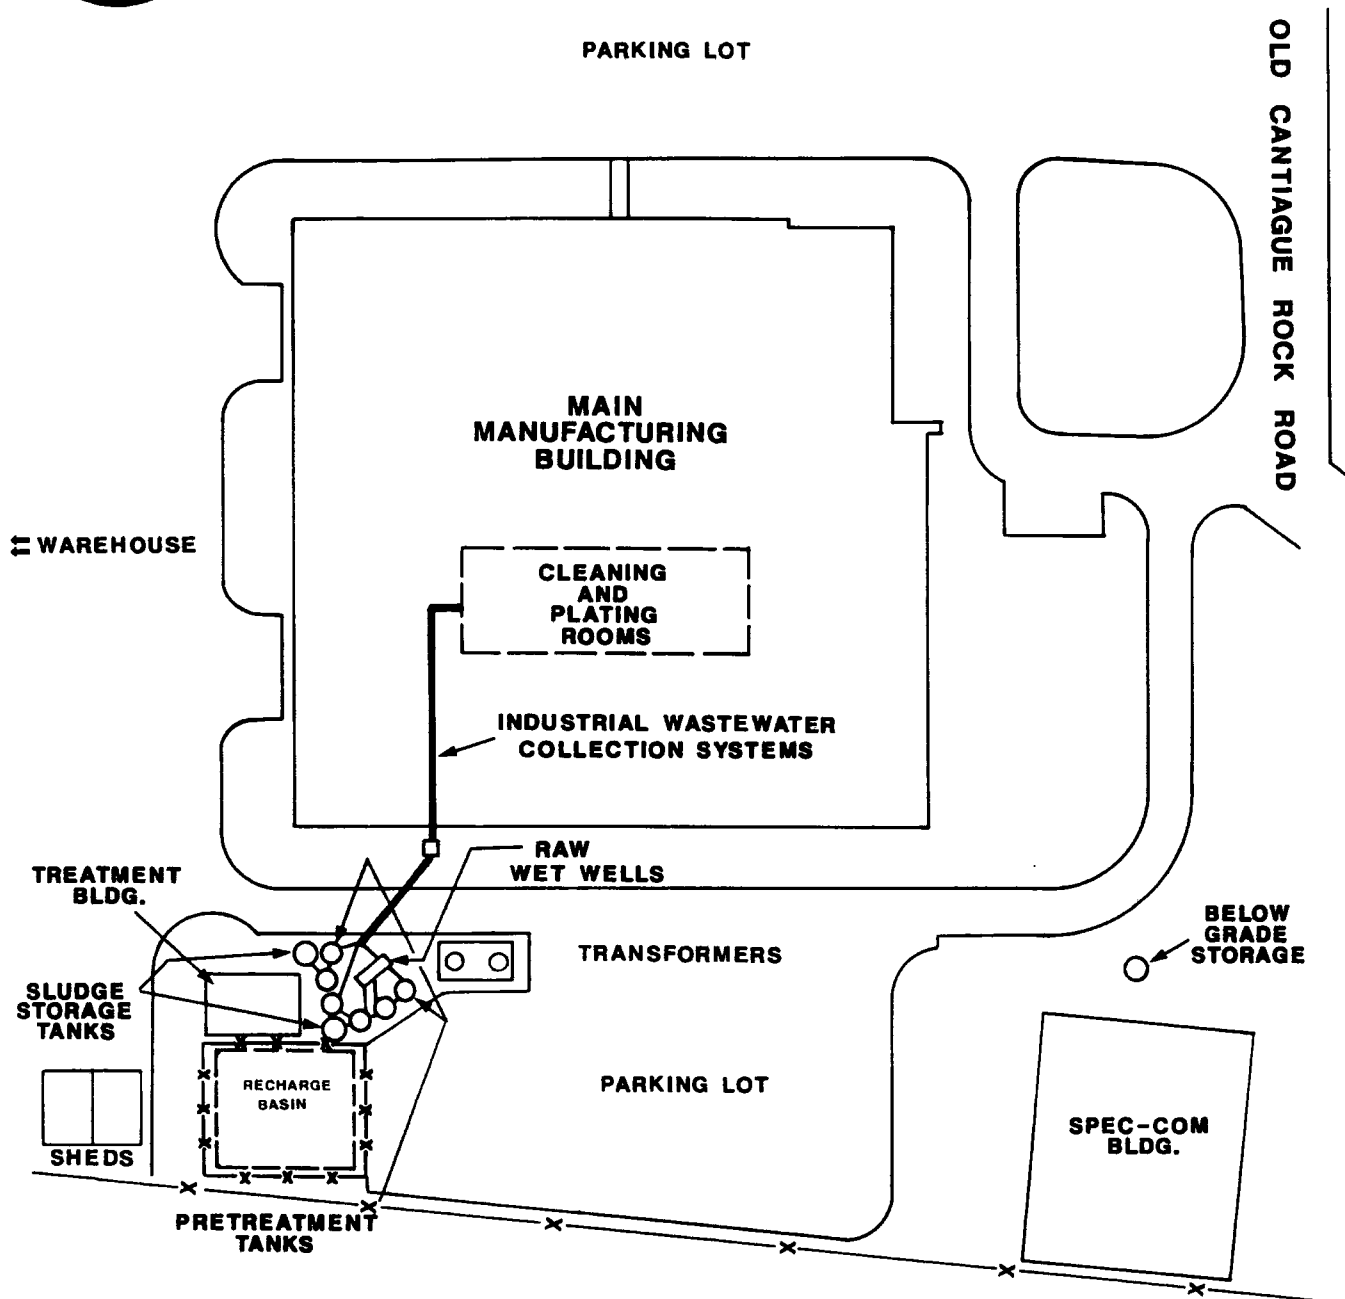 PARKING LOT
OLD CANTIAGUE ROCK ROAD
MAIN
MANUFACTURING
BUILDING
WAREHOUSE
CLEANING
AND
PLATING
ROOMS
INDUSTRIAL WASTEWATER
COLLECTION SYSTEMS
RAW
WET WELLS
TREATMENT
BLDG.
TRANSFORMERS
BELOW
GRADE
STORAGE
SLUDGE
STORAGE
TANKS
RECHARGE
BASIN
PARKING LOT
SPEC-COM
BLDG.
SHEDS
PRETREATMENT
TANKS